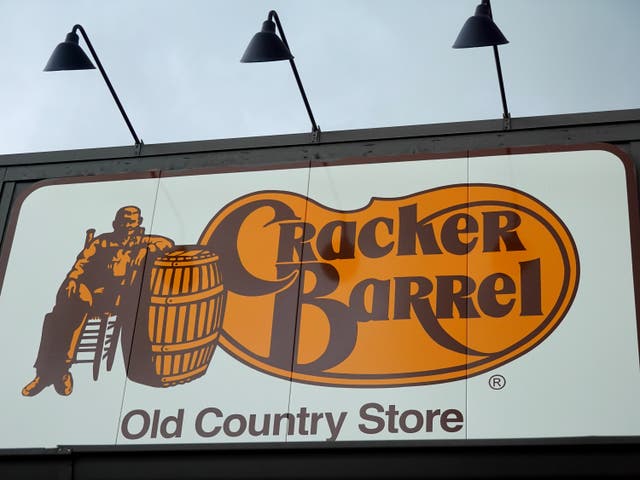 Cracker
Barrel
®
Old Country Store